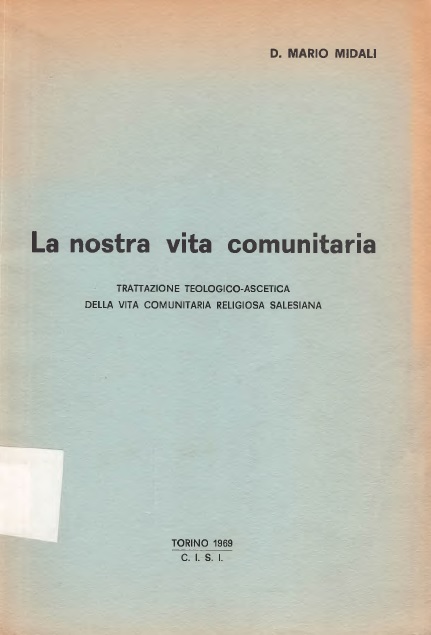 D. MARIO MIDALI
La nostra vita comunitaria
TRATTAZIONE TEOLOGICO-ASCETICA
DELLA VITA COMUNITARIA RELIGIOSA SALESIANA
TORINO 1969
C. I. S. I.